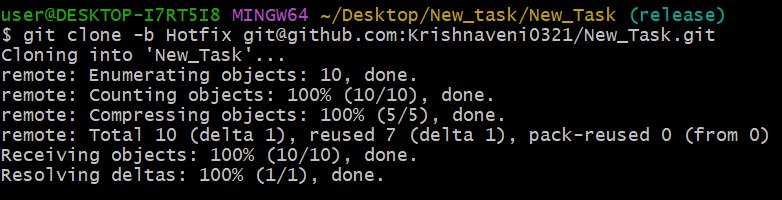 user@DESKTOP-I7RT5I8 MINGW64 ~/Desktop/New_task/New_Task (release)
$ git clone -b Hotfix git@github.com:Krishnaveni0321/New_Task.git
Cloning into 'New_Task'...
remote: Enumerating objects: 10, done.
remote: Counting objects: 100% (10/10), done.
remote: Compressing objects: 100% (5/5), done.
remote: Total 10 (delta 1), reused 7 (delta 1), pack-reused 0 (from 0)
Receiving objects: 100% (10/10), done.
Resolving deltas: 100% (1/1), done.